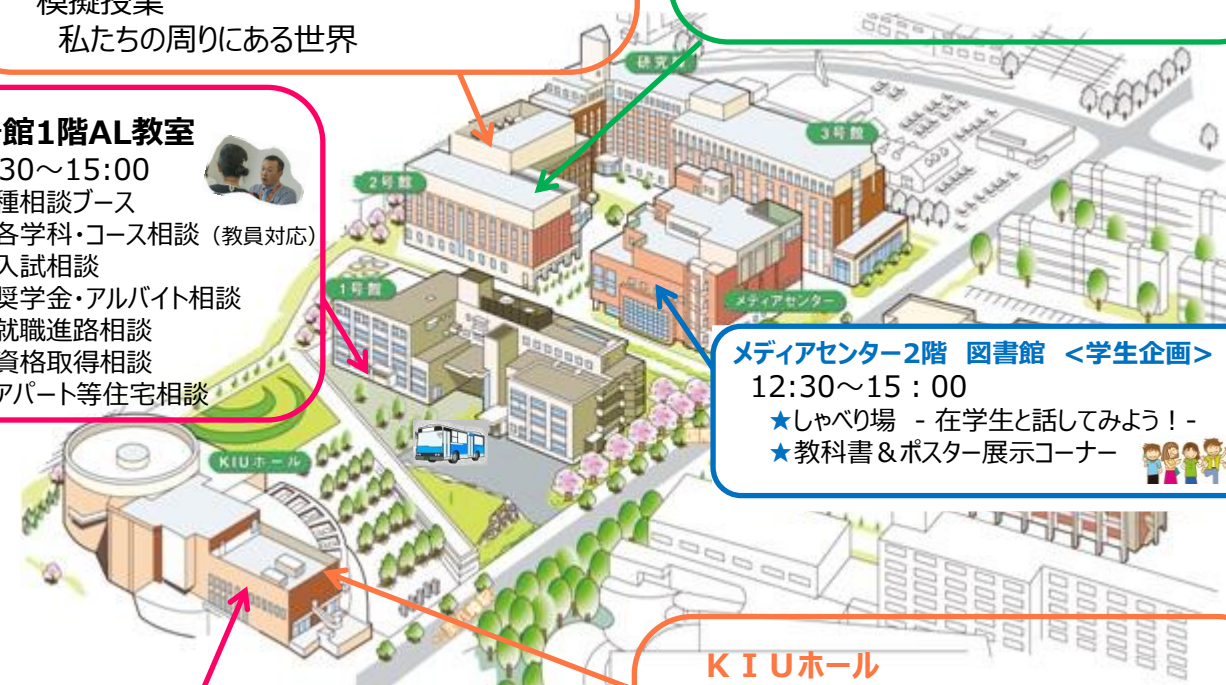 模擬授業
私たちの周りにある世界
研究
3号館
2号館
1号館
メディアセンター
KIUホール
館1階AL教室
30～15:00
種相談ブース
各学科・コース相談（教員対応）
入試相談
奨学金・アルバイト相談
就職進路相談
資格取得相談
アパート等住宅相談
メディアセンター2階 図書館 <学生企画>
12:30～15：00
★しゃべり場 - 在学生と話してみよう！-
★教科書＆ポスター展示コーナー
ＫＩＵホール